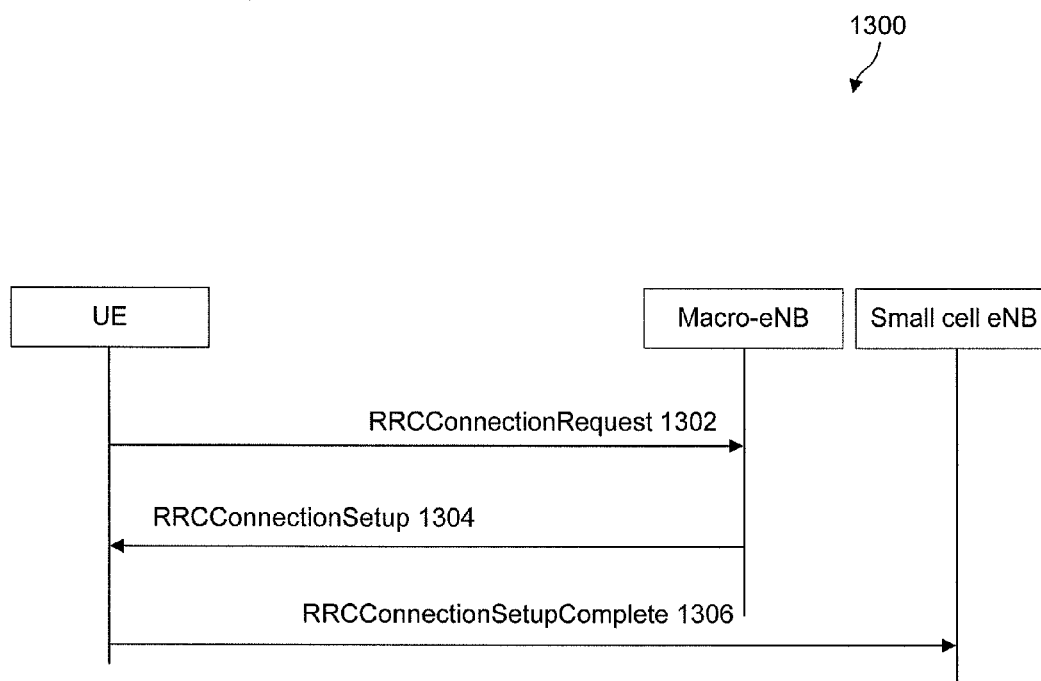 1300
UE
Macro-eNB
Small cell eNB
RRCConnectionRequest 1302
RRCConnectionSetup 1304
RRCConnectionSetupComplete 1306